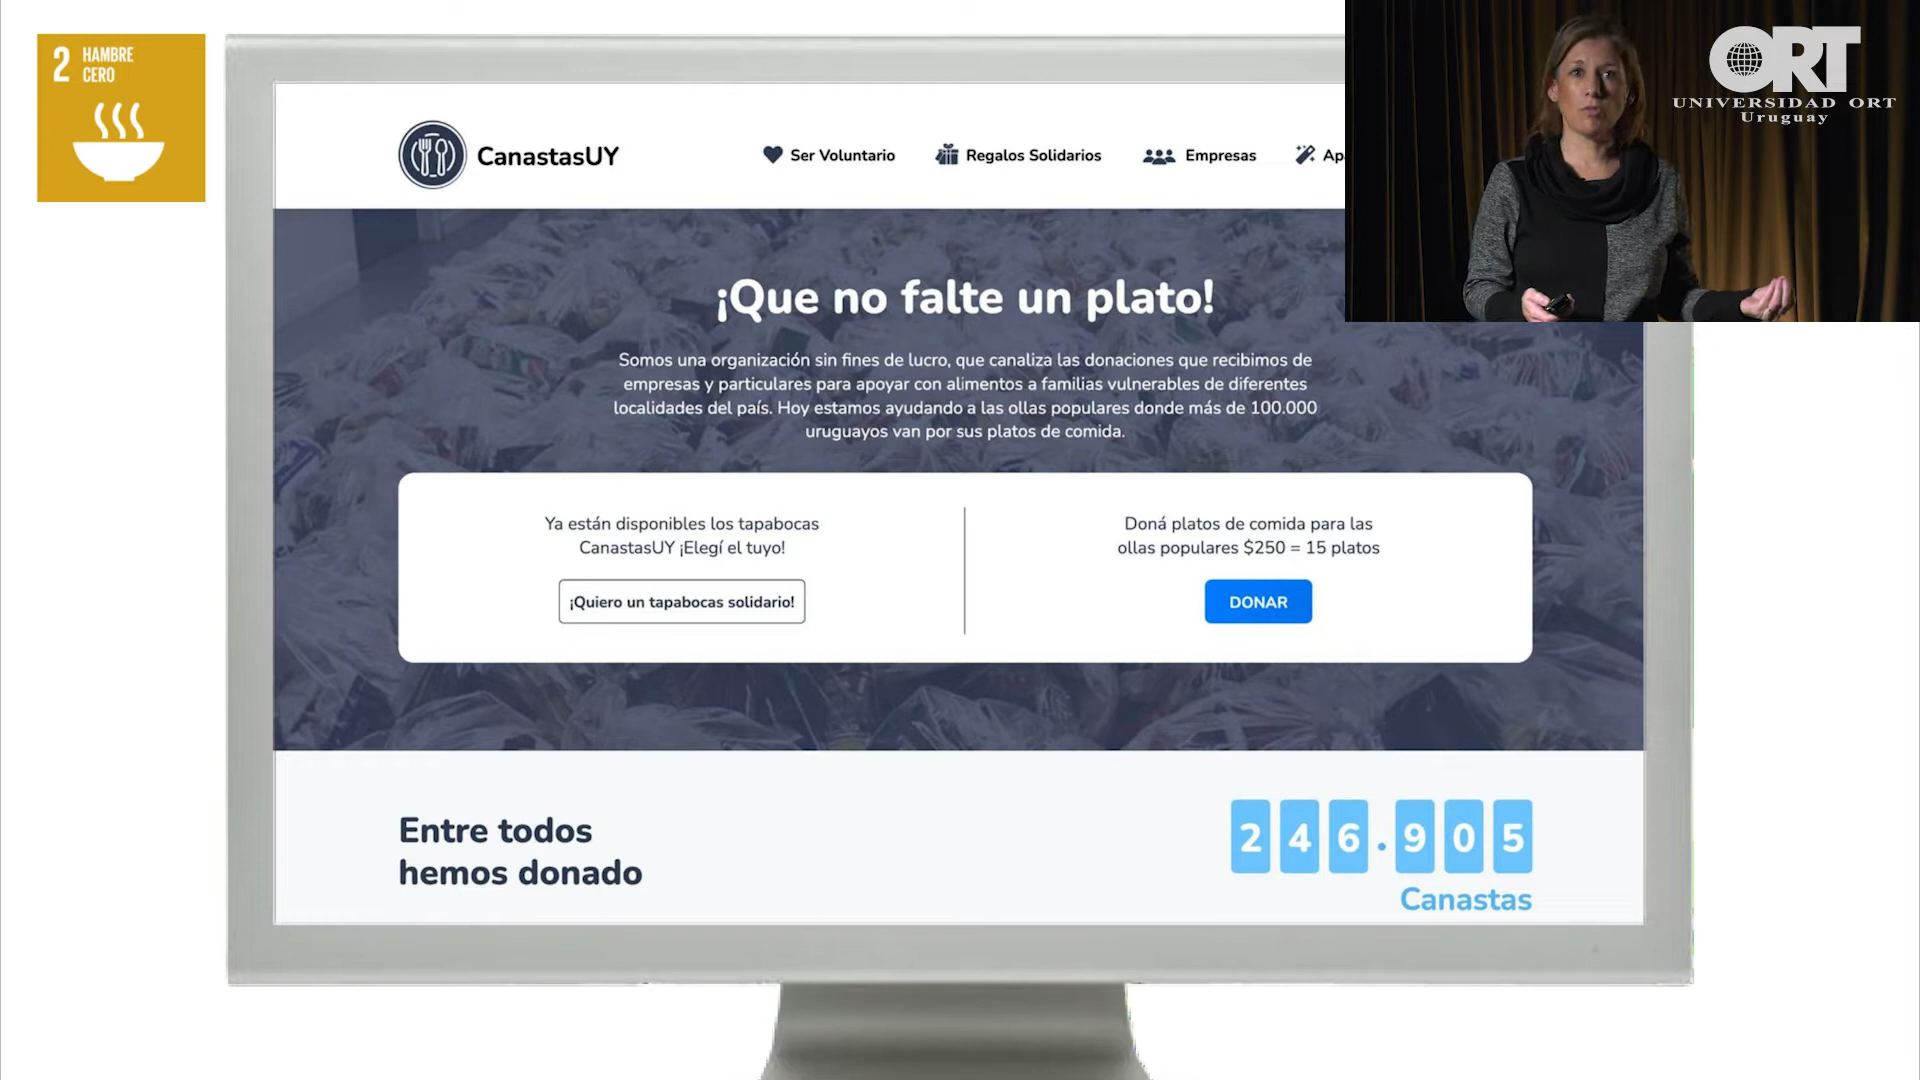 2 HAMBRE
CERO
ORT
UNIVERSIDAD ORT
Uruguay
CanastasUY
Ser Voluntario
Regalos Solidarios
Empresas
¡Que no falte un plato!
Somos una organización sin fines de lucro, que canaliza las donaciones que recibimos de
empresas y particulares para apoyar con alimentos a familias vulnerables de diferentes
localidades del país. Hoy estamos ayudando a las ollas populares donde más de 100.000
uruguayos van por sus platos de comida.
Ya están disponibles los tapabocas
CanastasUY ¡Elegí el tuyo!
¡Quiero un tapabocas solidario!
Doná platos de comida para las
ollas populares $250 = 15 platos
DONAR
Entre todos
hemos donado
246.905
Canastas